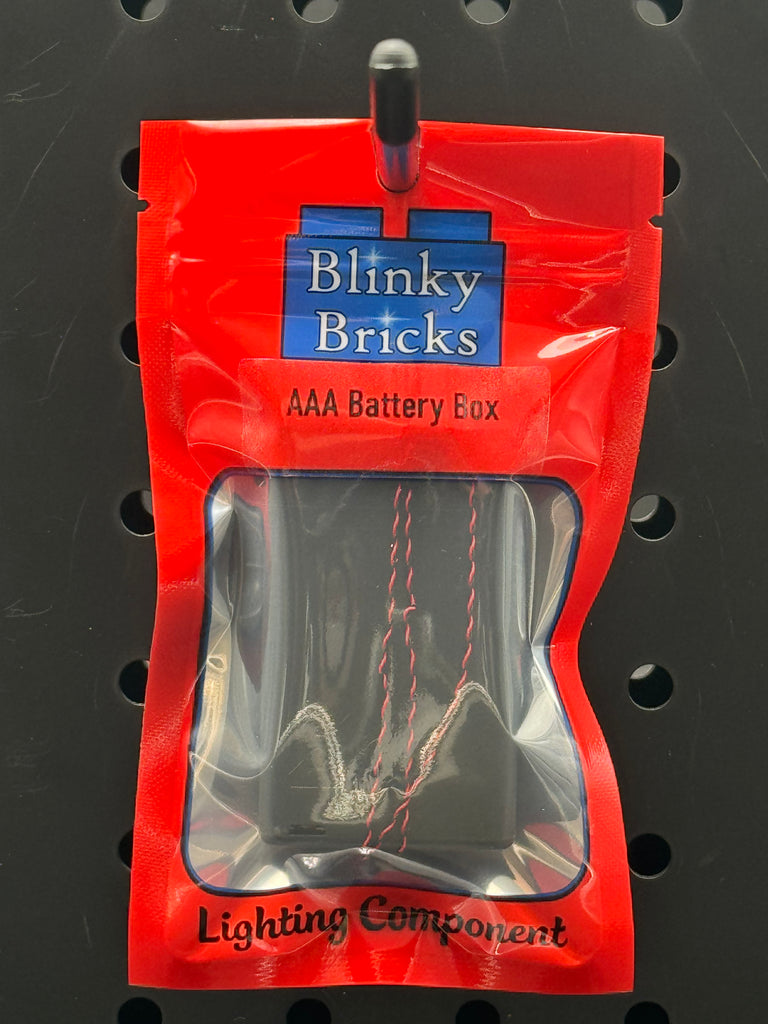 Blinky
Bricks
AAA Battery Box
Lighting Component